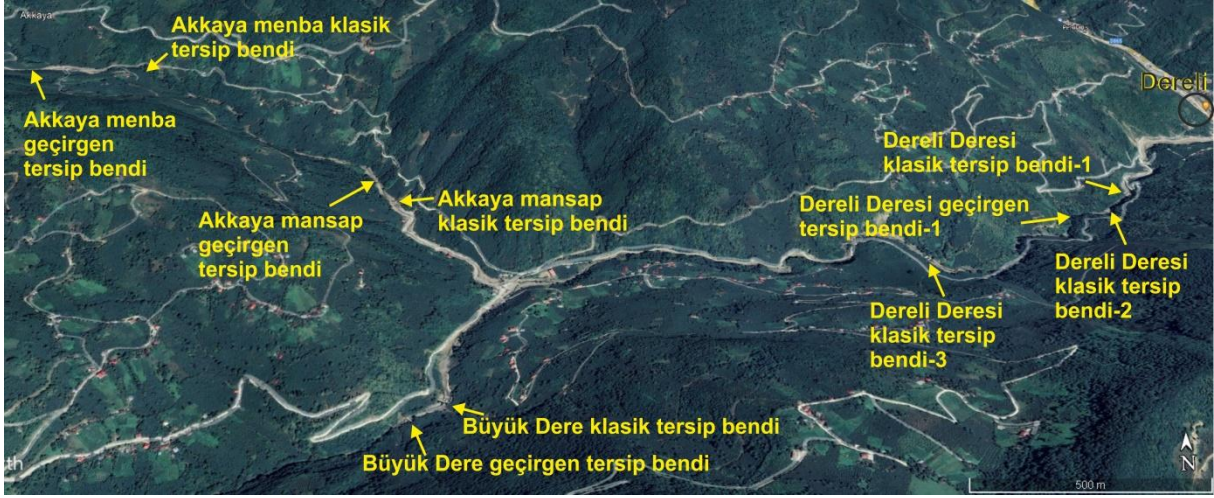 Akkaya
Akkaya menba klasik
tersip bendi
Akkaya menba
geçirgen
tersip bendi
Akkaya mansap
geçirgen
tersip bendi
Akkaya mansap
klasik tersip bendi
Dereli
Dereli Deresi
klasik tersip bendi-1
Dereli Deresi geçirgen
tersip bendi-1
Dereli Deresi
klasik tersip
bendi-2
Dereli Deresi
klasik tersip
bendi-3
Büyük Dere klasik tersip bendi
Büyük Dere geçirgen tersip bendi
th
N
500 m